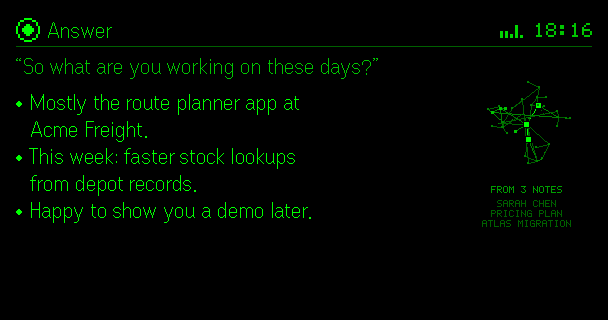 Answer
18:16
“So what are you working on these days?”
• Mostly the route planner app at
Acme Freight.
• This week: faster stock lookups
from depot records.
• Happy to show you a demo later.
FROM 3 NOTES
SARAH CHEN
PRICING PLAN
ATLAS MIGRATION